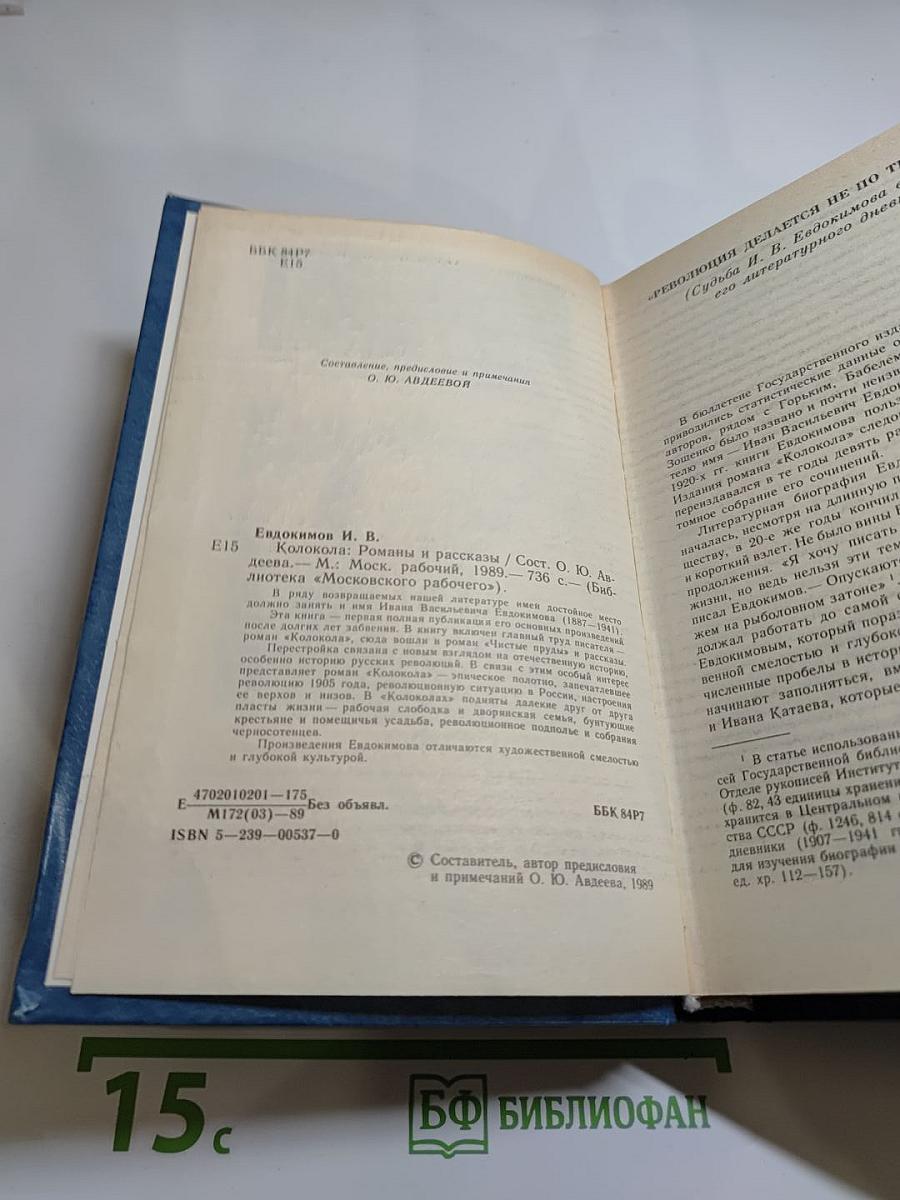 ББК 84Р7
Е15
Составление, предисловие и примечания
О. Ю. АВДЕЕВОЙ
Евдокимов И. В.
Е15 Колокола: Романы и рассказы / Сост. О. Ю. Ав-
деева.— М.: Моск. рабочий, 1989.— 736 с.— (Биб-
лиотека «Московского рабочего»).
В ряду возвращаемых нашей литературе имен достойное место
должно занять и имя Ивана Васильевича Евдокимова (1887—1941).
Эта книга — первая полная публикация его основных произведений
после долгих лет забвения. В книгу включен главный труд писателя —
роман «Колокола», сюда вошли и роман «Чистые пруды» и рассказы.
Перестройка связана с новым взглядом на отечественную историю,
особенно историю русских революций. В связи с этим особый интерес
представляет роман «Колокола» — эпическое полотно, запечатлевшее
революцию 1905 года, революционную ситуацию в России, настроения
ее верхов и низов. В «Колоколах» подняты далекие друг от друга
пласты жизни — рабочая слободка и дворянская семья, бунтующие
крестьяне и помещичья усадьба, революционное подполье и собрания
черносотенцев.
Произведения Евдокимова отличаются художественной смелостью
и глубокой культурой.
Е 4702010201—175 Без объявл.
М172(03)—89
ББК 84Р7
ISBN 5—239—00537—0
© Составитель, автор предисловия
и примечаний О. Ю. Авдеева, 1989
«РЕВОЛЮЦИЯ ДЕЛАЕТСЯ НЕ ПО
(Судьба И. В. Евдокимова
его литературного
В бюллетене Государственного
приводились статистические данные
авторов, рядом с Горьким, Бабелем
Зощенко было названо и почти
телю имя — Иван Васильевич
1920-х гг. книги Евдокимова
Издания романа «Колокола»
переиздавался в те годы девять
томное собрание его сочинений.
Литературная биография
началась, несмотря на длинную
ществу, в 20-е же годы
и короткий взлет. Не было вины
продолжения. «Я хочу писать
жизни, но ведь нельзя эти
писал Евдокимов.— Опускаются
жем на рыболовном затоне» ¹
должал работать до самой
Евдокимовым, который
венной смелостью и
численные пробелы в
начинают заполняться,
и Ивана Катаева, которые
¹ В статье
сей Государственной
Отделе рукописей
(ф. 82, 43 единицы
хранится в Центральном
ства СССР (ф. 1246, 814
дневники (1907—1941
для изучения биографии
ед. хр. 112—157).
15 с
БФ БИБЛИОФАН